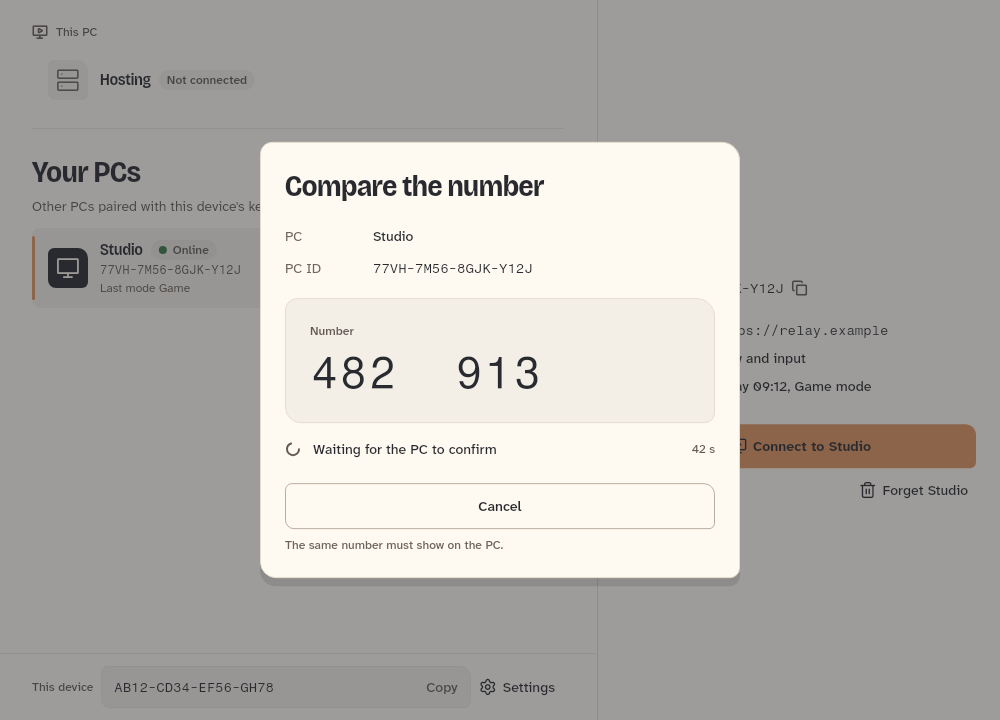 This PC
Hosting
Not connected
Your PCs
Other PCs paired with this device's
Studio
Online
77VH-7M56-8GJK-Y12J
Last mode Game
Compare the number
PC Studio
PC ID 77VH-7M56-8GJK-Y12J
Number
482 913
Waiting for the PC to confirm 42 s
Cancel
The same number must show on the PC.
-Y12J
s://relay.example
and input
09:12, Game mode
Connect to Studio
Forget Studio
This device AB12-CD34-EF56-GH78 Copy
Settings